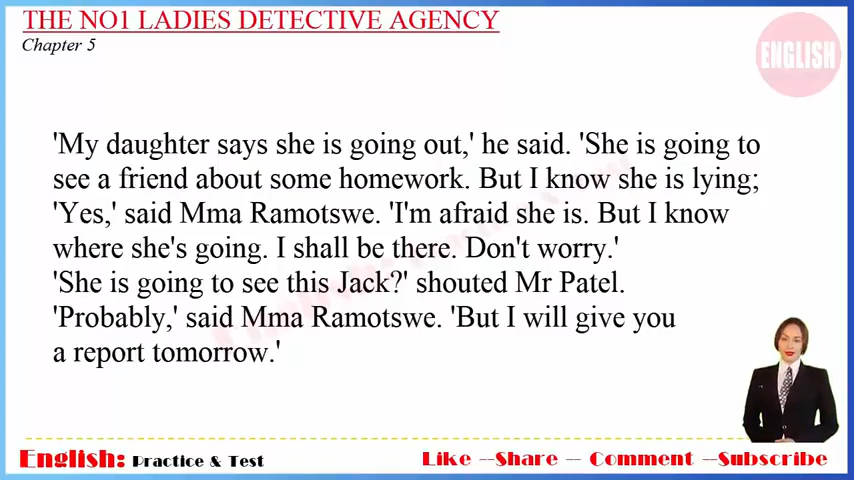 THE NO1 LADIES DETECTIVE AGENCY
Chapter 5
ENGLISH
'My daughter says she is going out,' he said. 'She is going to
see a friend about some homework. But I know she is lying;
'Yes,' said Mma Ramotswe. 'I'm afraid she is. But I know
where she's going. I shall be there. Don't worry.'
'She is going to see this Jack?' shouted Mr Patel.
'Probably,' said Mma Ramotswe. 'But I will give you
a report tomorrow.'
English: Practice & Test
Like --Share -- Comment --Subscribe